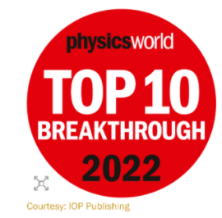 physicsworld
TOP 10
BREAKTHROUGH
2022
Courtesy: IOP Publishing